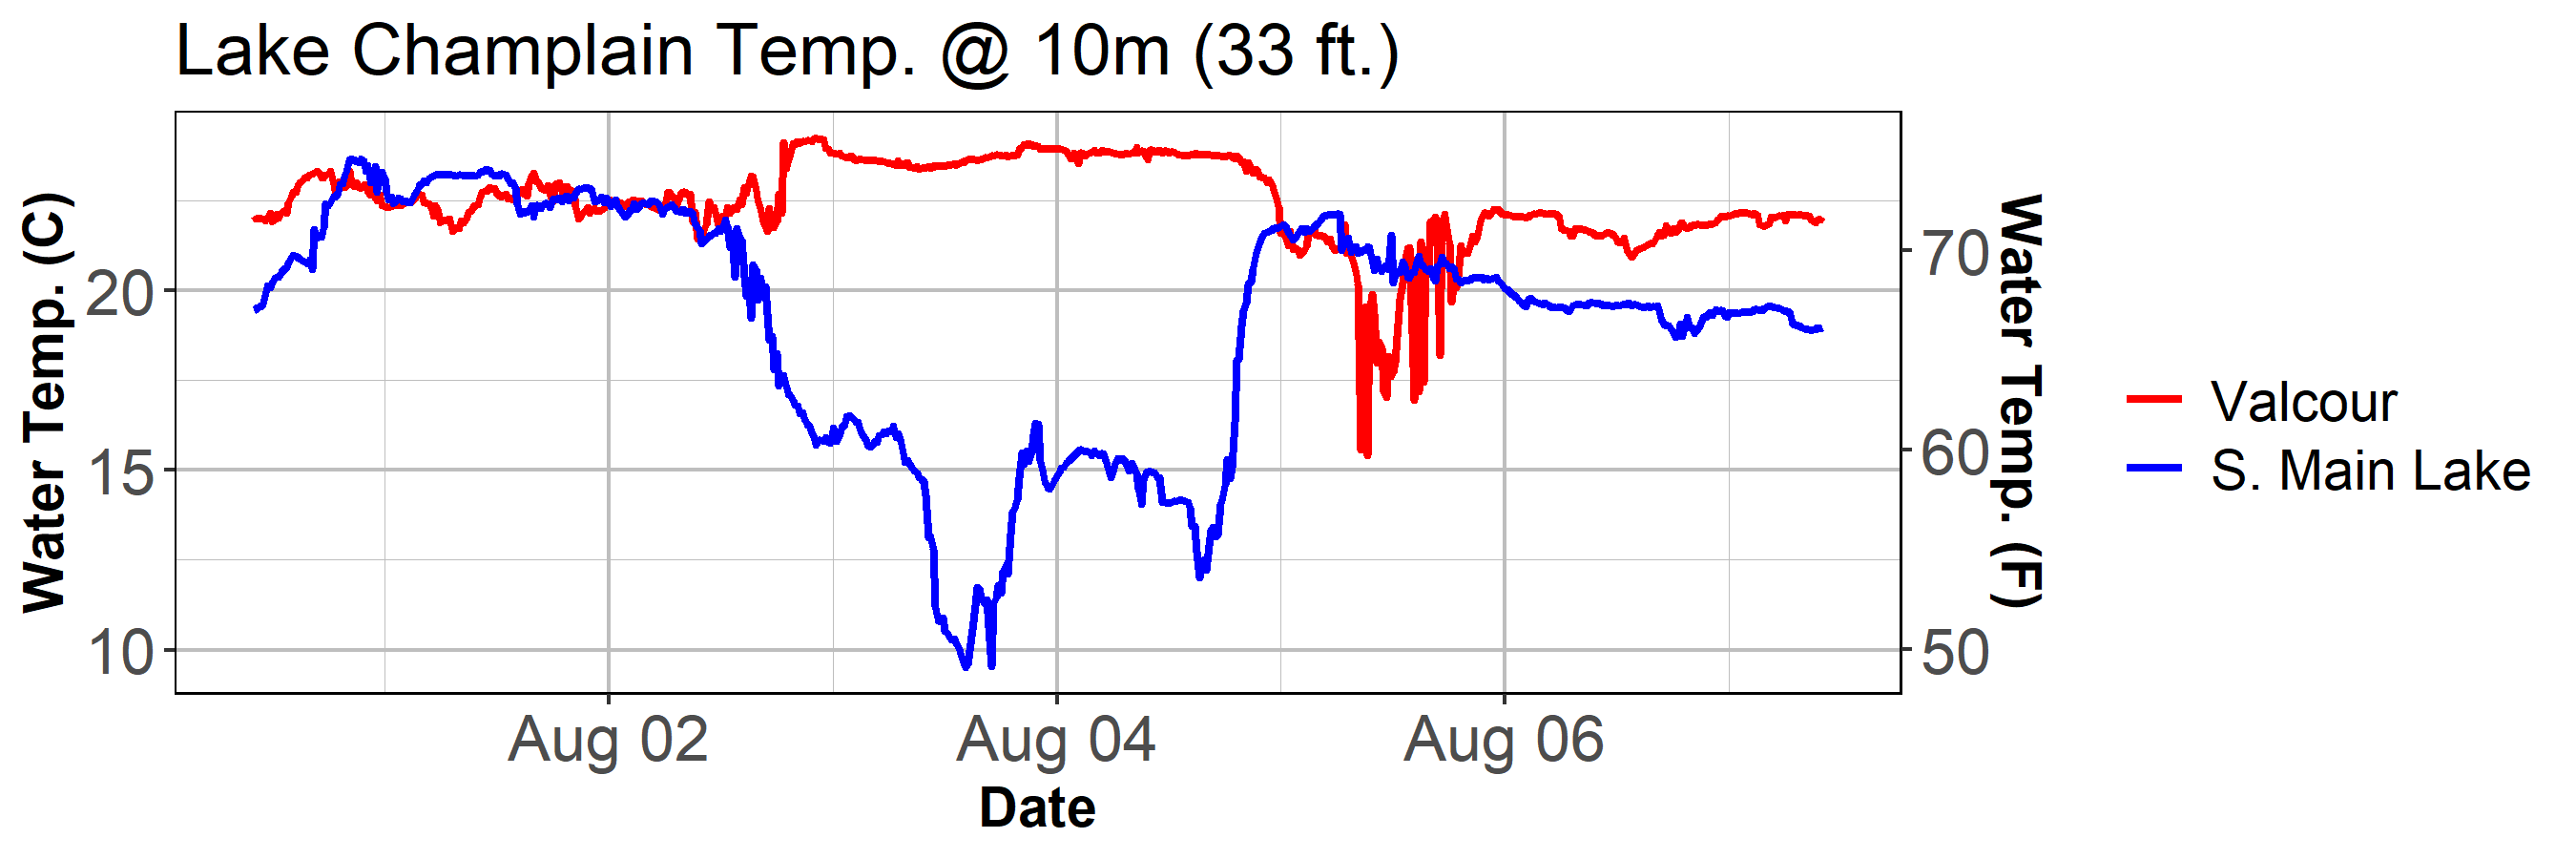 Lake Champlain Temp. @ 10m (33 ft.)
Water Temp. (C)
20
15
10
Aug 02
Aug 04
Aug 06
Date
70
60
50
Water Temp. (F)
Valcour
S. Main Lake